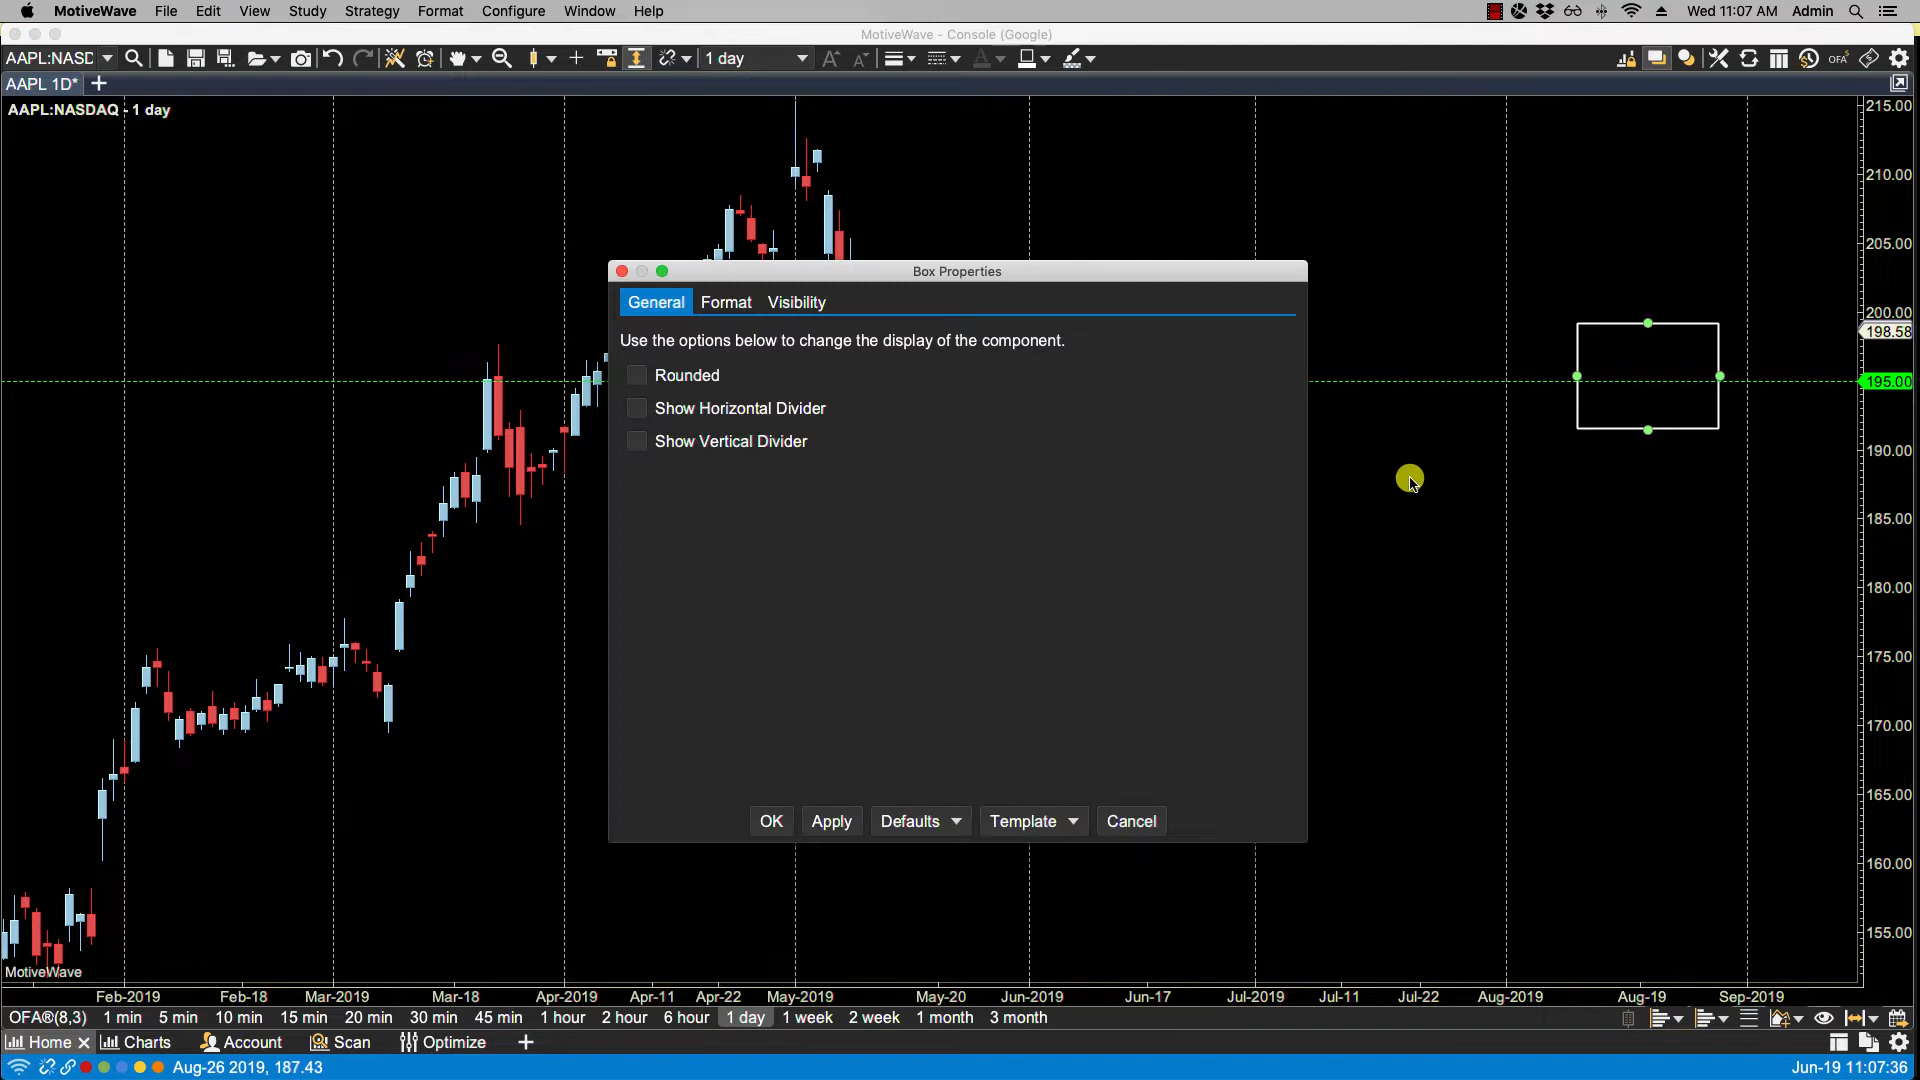 MotiveWave File Edit View Study Strategy Format Configure Window Help Wed 11:07 AM Admin
MotiveWave - Console (Google)
AAPL:NASD 1 day OFA
AAPL 1D* +
AAPL:NASDAQ - 1 day
215.00
210.00
205.00
200.00
198.58
195.00
190.00
185.00
180.00
175.00
170.00
165.00
160.00
155.00
Box Properties
General Format Visibility
Use the options below to change the display of the component.
Rounded
Show Horizontal Divider
Show Vertical Divider
OK Apply Defaults Template Cancel
MotiveWave
Feb-2019 Feb-18 Mar-2019 Mar-18 Apr-2019 Apr-11 Apr-22 May-2019 May-20 Jun-2019 Jun-17 Jul-2019 Jul-11 Jul-22 Aug-2019 Aug-19 Sep-2019
OFA®(8,3) 1 min 5 min 10 min 15 min 20 min 30 min 45 min 1 hour 2 hour 6 hour 1 day 1 week 2 week 1 month 3 month
Home Charts Account Scan Optimize +
Aug-26 2019, 187.43 Jun-19 11:07:36